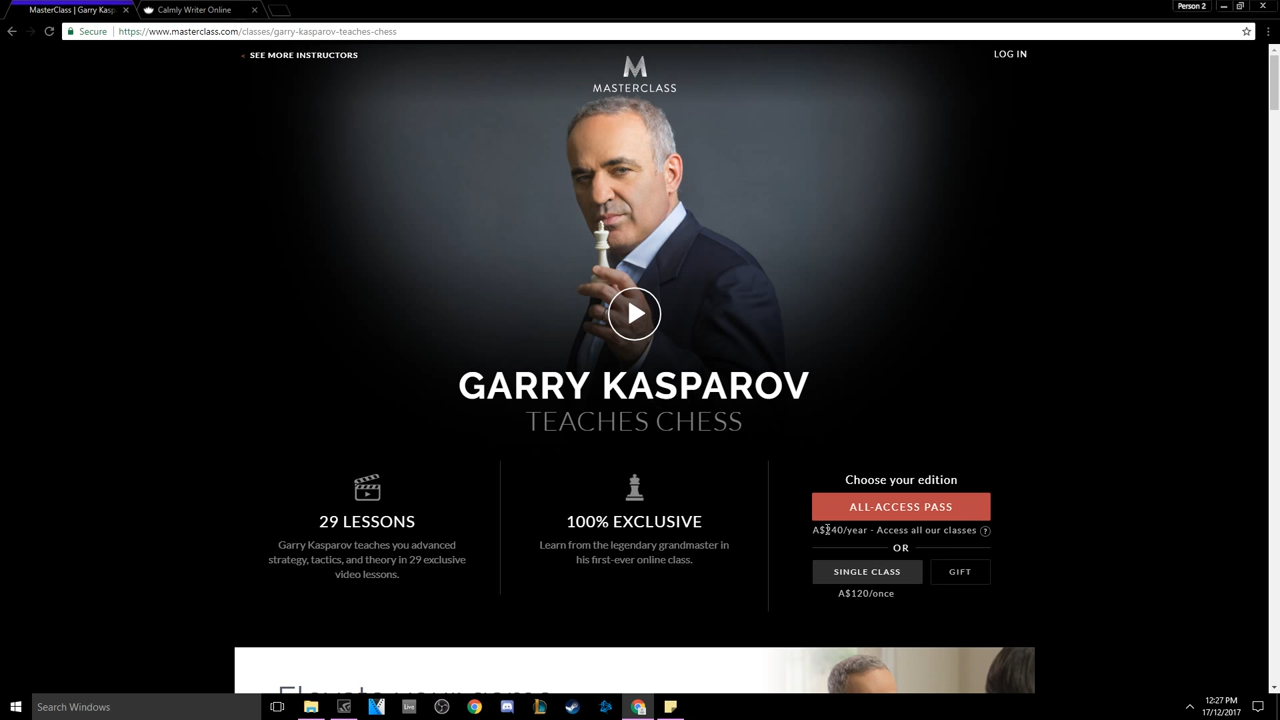 MasterClass | Garry Kasp
Calmly Writer Online
Person 2
Secure
https://www.masterclass.com/classes/garry-kasparov-teaches-chess
SEE MORE INSTRUCTORS
LOG IN
M
MASTERCLASS
GARRY KASPAROV
TEACHES CHESS
29 LESSONS
Garry Kasparov teaches you advanced
strategy, tactics, and theory in 29 exclusive
video lessons.
100% EXCLUSIVE
Learn from the legendary grandmaster in
his first-ever online class.
Choose your edition
ALL-ACCESS PASS
A$240/year - Access all our classes ?
OR
SINGLE CLASS
GIFT
A$120/once
Search Windows
Live
12:27 PM
17/12/2017